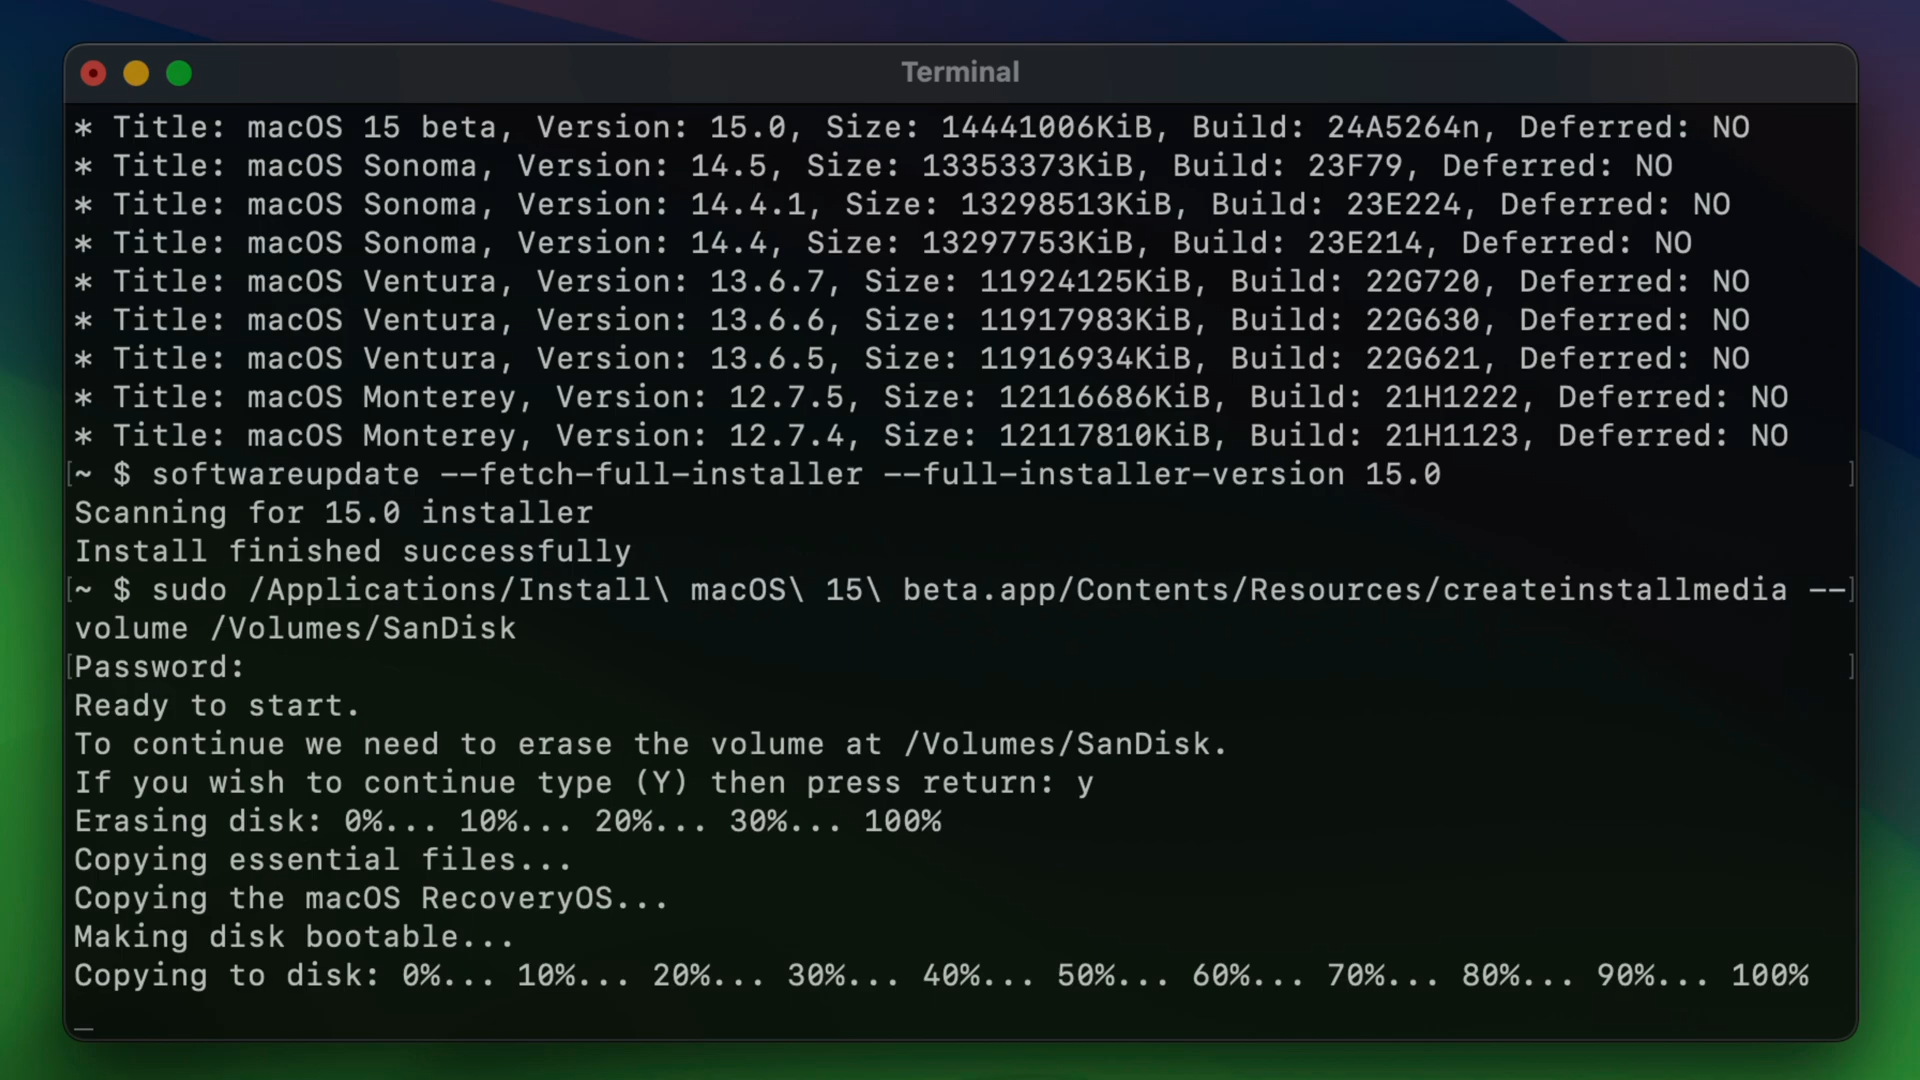 Terminal
* Title: macOS 15 beta, Version: 15.0, Size: 14441006KiB, Build: 24A5264n, Deferred: NO
* Title: macOS Sonoma, Version: 14.5, Size: 13353373KiB, Build: 23F79, Deferred: NO
* Title: macOS Sonoma, Version: 14.4.1, Size: 13298513KiB, Build: 23E224, Deferred: NO
* Title: macOS Sonoma, Version: 14.4, Size: 13297753KiB, Build: 23E214, Deferred: NO
* Title: macOS Ventura, Version: 13.6.7, Size: 11924125KiB, Build: 22G720, Deferred: NO
* Title: macOS Ventura, Version: 13.6.6, Size: 11917983KiB, Build: 22G630, Deferred: NO
* Title: macOS Ventura, Version: 13.6.5, Size: 11916934KiB, Build: 22G621, Deferred: NO
* Title: macOS Monterey, Version: 12.7.5, Size: 12116686KiB, Build: 21H1222, Deferred: NO
* Title: macOS Monterey, Version: 12.7.4, Size: 12117810KiB, Build: 21H1123, Deferred: NO
[~ $ softwareupdate --fetch-full-installer --full-installer-version 15.0 ]
Scanning for 15.0 installer
Install finished successfully
[~ $ sudo /Applications/Install\ macOS\ 15\ beta.app/Contents/Resources/createinstallmedia --]
volume /Volumes/SanDisk
[Password: ]
Ready to start.
To continue we need to erase the volume at /Volumes/SanDisk.
If you wish to continue type (Y) then press return: y
Erasing disk: 0%... 10%... 20%... 30%... 100%
Copying essential files...
Copying the macOS RecoveryOS...
Making disk bootable...
Copying to disk: 0%... 10%... 20%... 30%... 40%... 50%... 60%... 70%... 80%... 90%... 100%